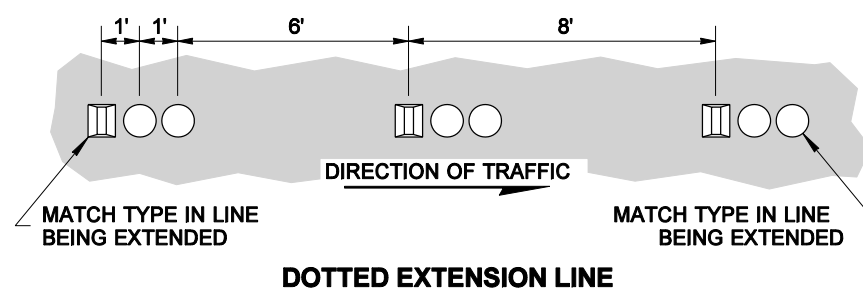 1' 1' 6' 8'
DIRECTION OF TRAFFIC
MATCH TYPE IN LINE
BEING EXTENDED
MATCH TYPE IN LINE
BEING EXTENDED
DOTTED EXTENSION LINE